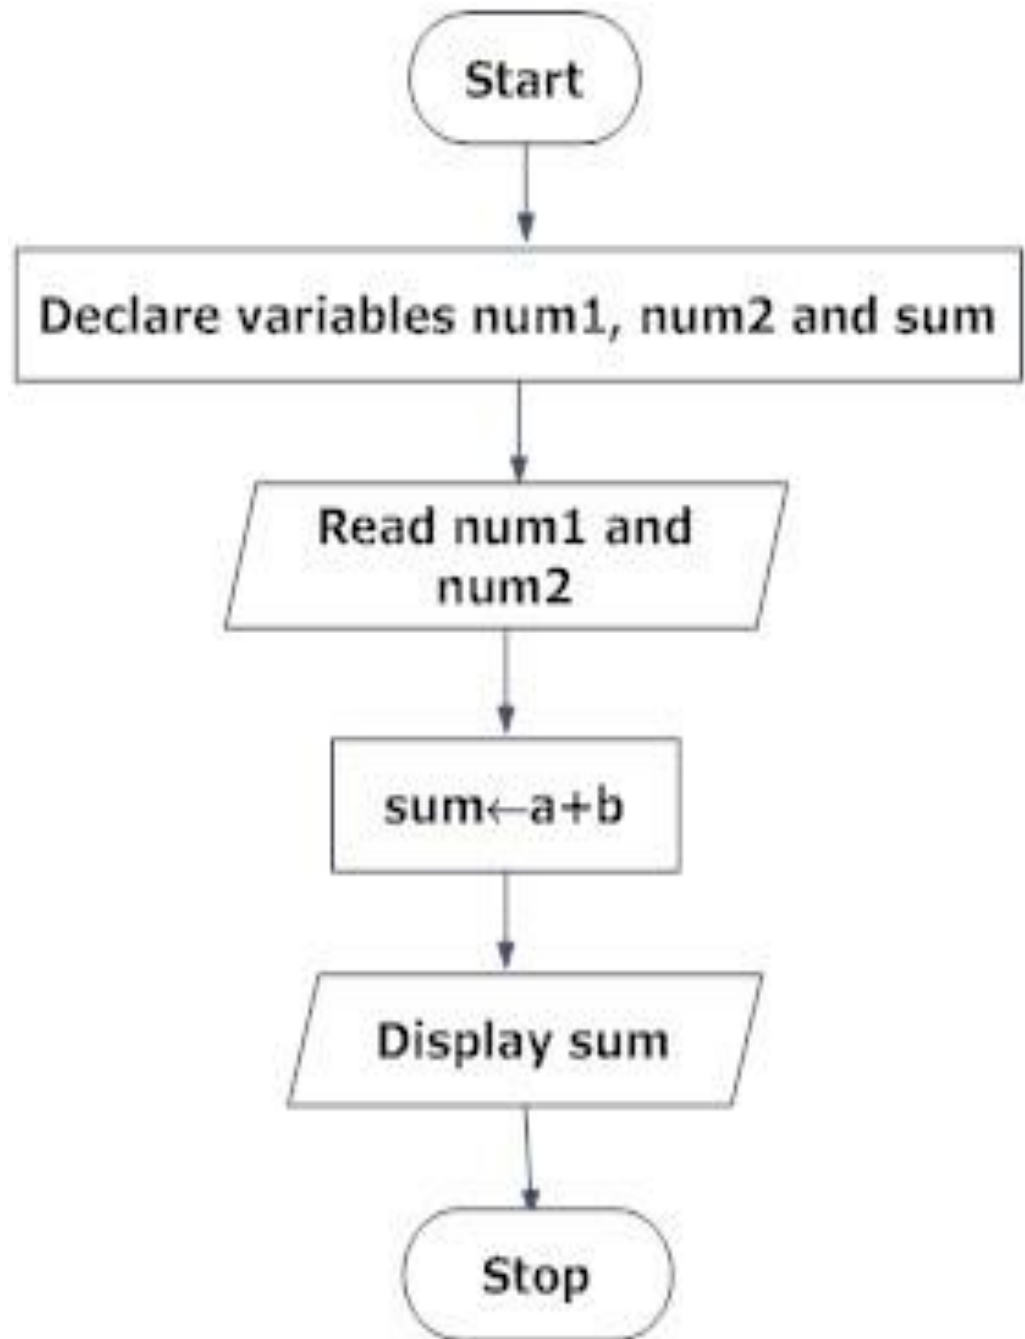 Start
Declare variables num1, num2 and sum
Read num1 and
num2
sum←a+b
Display sum
Stop